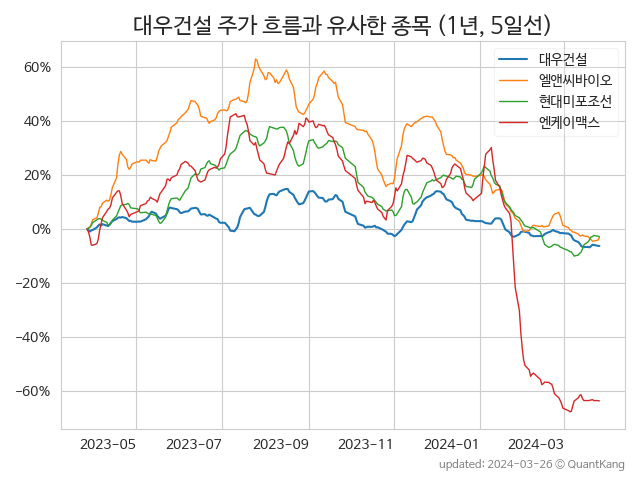 대우건설 주가 흐름과 유사한 종목 (1년, 5일선)
대우건설
엘앤씨바이오
현대미포조선
엔케이맥스
60%
40%
20%
0%
−20%
−40%
−60%
2023-05 2023-07 2023-09 2023-11 2024-01 2024-03
updated: 2024-03-26 © QuantKang